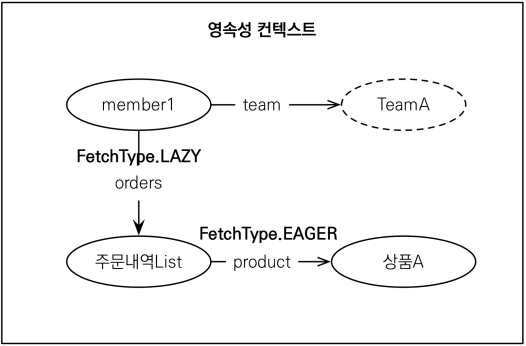 영속성 컨텍스트
member1
team
TeamA
FetchType.LAZY
orders
FetchType.EAGER
주문내역List
product
상품A